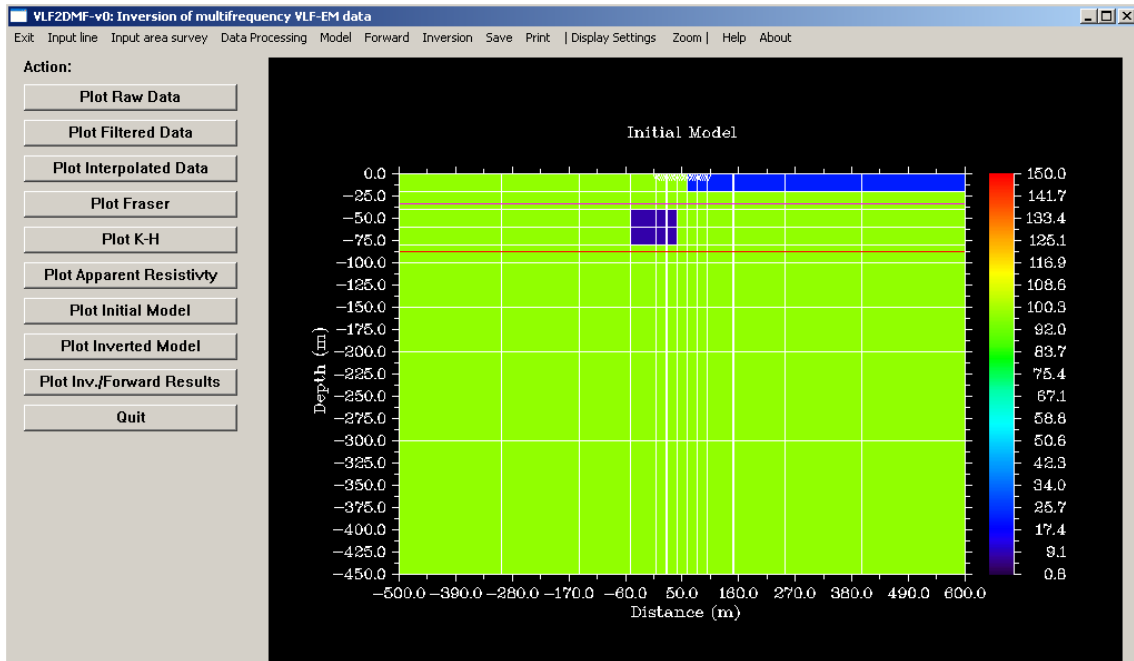 VLF2DMF-v0: Inversion of multifrequency VLF-EM data
Exit Input line Input area survey Data Processing Model Forward Inversion Save Print | Display Settings Zoom | Help About
Action:
Plot Raw Data
Plot Filtered Data
Plot Interpolated Data
Plot Fraser
Plot K-H
Plot Apparent Resistivty
Plot Initial Model
Plot Inverted Model
Plot Inv./Forward Results
Quit
Initial Model
Depth (m)
0.0
-25.0
-50.0
-75.0
-100.0
-125.0
-150.0
-175.0
-200.0
-225.0
-250.0
-275.0
-300.0
-325.0
-350.0
-375.0
-400.0
-425.0
-450.0
-500.0 -390.0 -280.0 -170.0 -60.0 50.0 160.0 270.0 380.0 490.0 600.0
Distance (m)
150.0
141.7
133.4
125.1
116.9
108.6
100.3
92.0
83.7
75.4
67.1
58.8
50.6
42.3
34.0
25.7
17.4
9.1
0.8